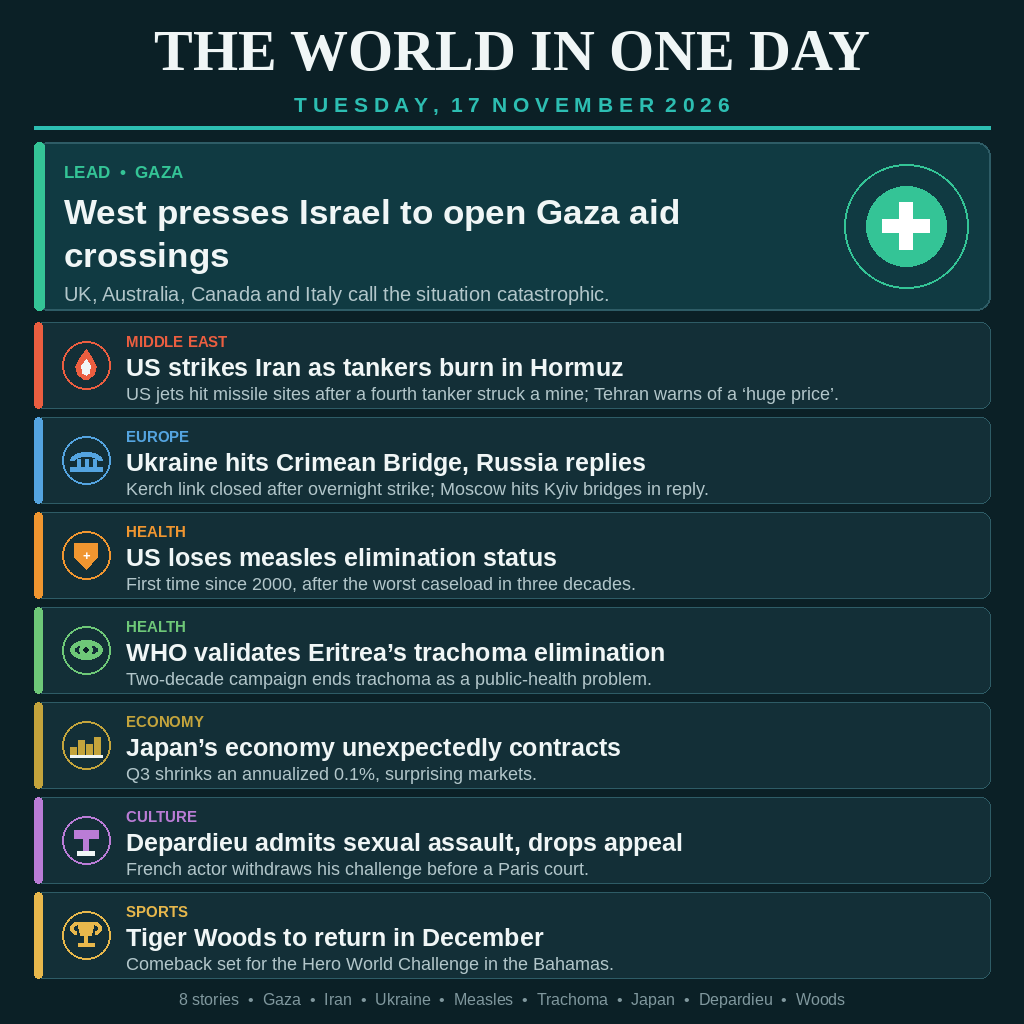 THE WORLD IN ONE DAY
TUESDAY, 17 NOVEMBER 2026
LEAD • GAZA
West presses Israel to open Gaza aid
crossings
UK, Australia, Canada and Italy call the situation catastrophic.
MIDDLE EAST
US strikes Iran as tankers burn in Hormuz
US jets hit missile sites after a fourth tanker struck a mine; Tehran warns of a ‘huge price’.
EUROPE
Ukraine hits Crimean Bridge, Russia replies
Kerch link closed after overnight strike; Moscow hits Kyiv bridges in reply.
HEALTH
US loses measles elimination status
First time since 2000, after the worst caseload in three decades.
HEALTH
WHO validates Eritrea’s trachoma elimination
Two-decade campaign ends trachoma as a public-health problem.
ECONOMY
Japan’s economy unexpectedly contracts
Q3 shrinks an annualized 0.1%, surprising markets.
CULTURE
Depardieu admits sexual assault, drops appeal
French actor withdraws his challenge before a Paris court.
SPORTS
Tiger Woods to return in December
Comeback set for the Hero World Challenge in the Bahamas.
8 stories • Gaza • Iran • Ukraine • Measles • Trachoma • Japan • Depardieu • Woods